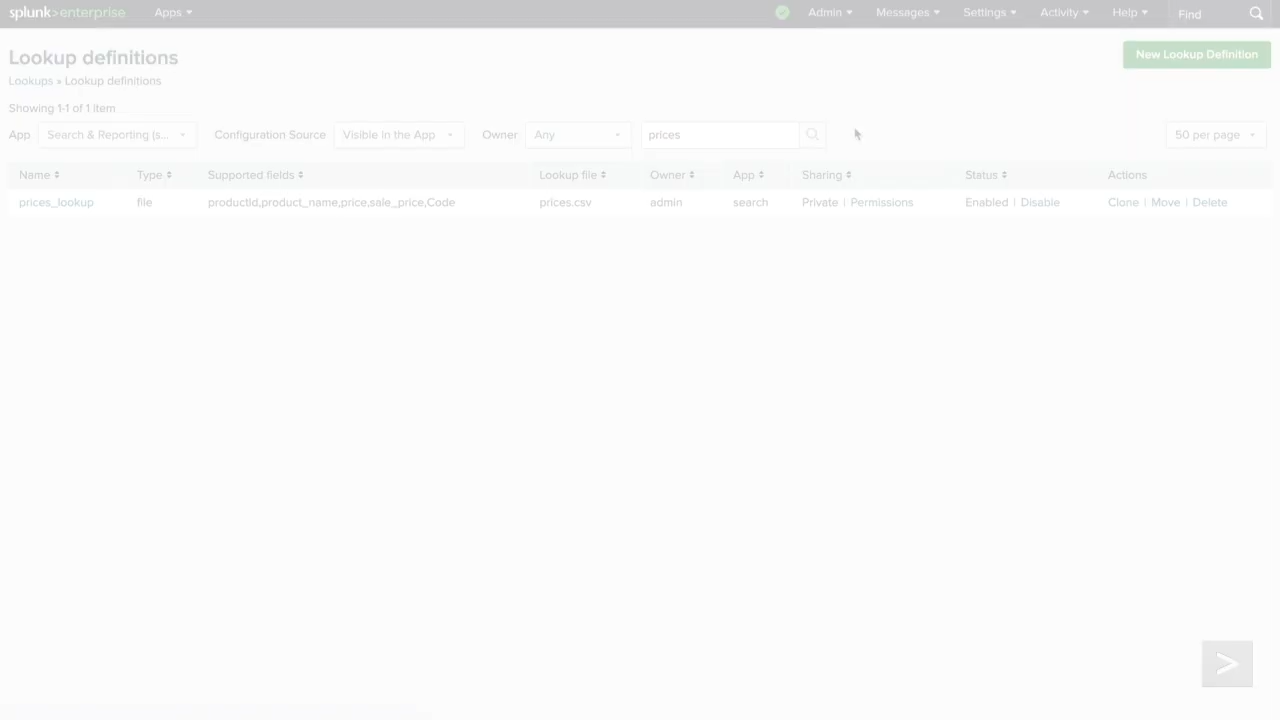 splunk>enterprise Apps Admin Messages Settings Activity Help Find
Lookup definitions
New Lookup Definition
Lookups » Lookup definitions
Showing 1-1 of 1 item
App Search & Reporting (s... Configuration Source Visible in the App Owner Any prices 50 per page
Name Type Supported fields Lookup file Owner App Sharing Status Actions
prices_lookup file productId,product_name,price,sale_price,Code prices.csv admin search Private | Permissions Enabled | Disable Clone | Move | Delete
>